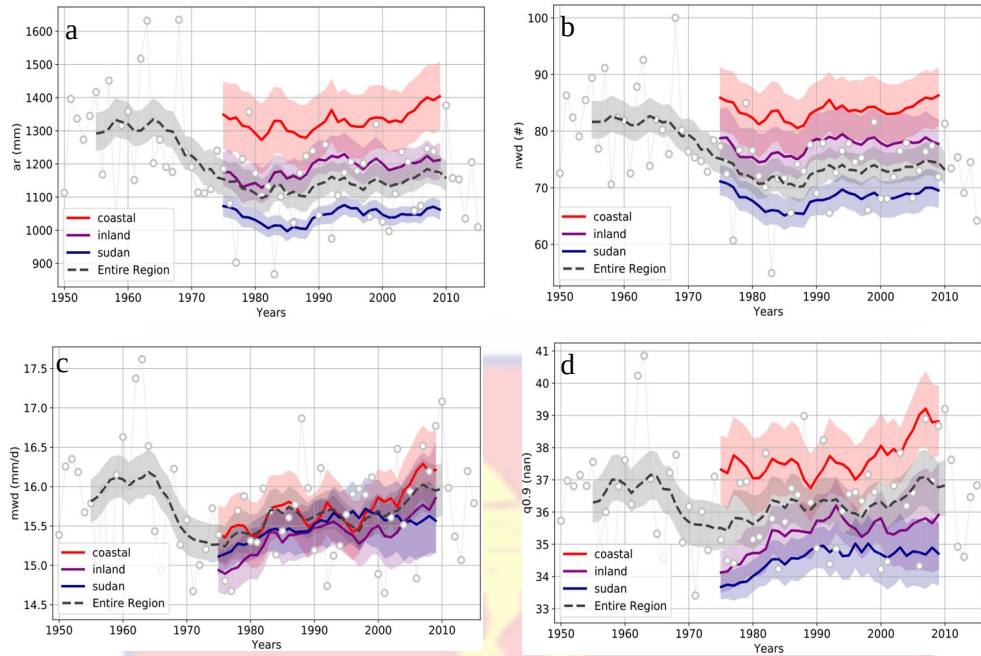 a
1600
1500
1400
1300
1200
1100
1000
900
ar (mm)
coastal
inland
sudan
Entire Region
1950 1960 1970 1980 1990 2000 2010
Years
b
100
90
80
70
60
nwd (#)
coastal
inland
sudan
Entire Region
1950 1960 1970 1980 1990 2000 2010
Years
c
17.5
17.0
16.5
16.0
15.5
15.0
14.5
mwd (mm/d)
coastal
inland
sudan
Entire Region
1950 1960 1970 1980 1990 2000 2010
Years
d
41
40
39
38
37
36
35
34
33
q0.9 (nan)
coastal
inland
sudan
Entire Region
1950 1960 1970 1980 1990 2000 2010
Years